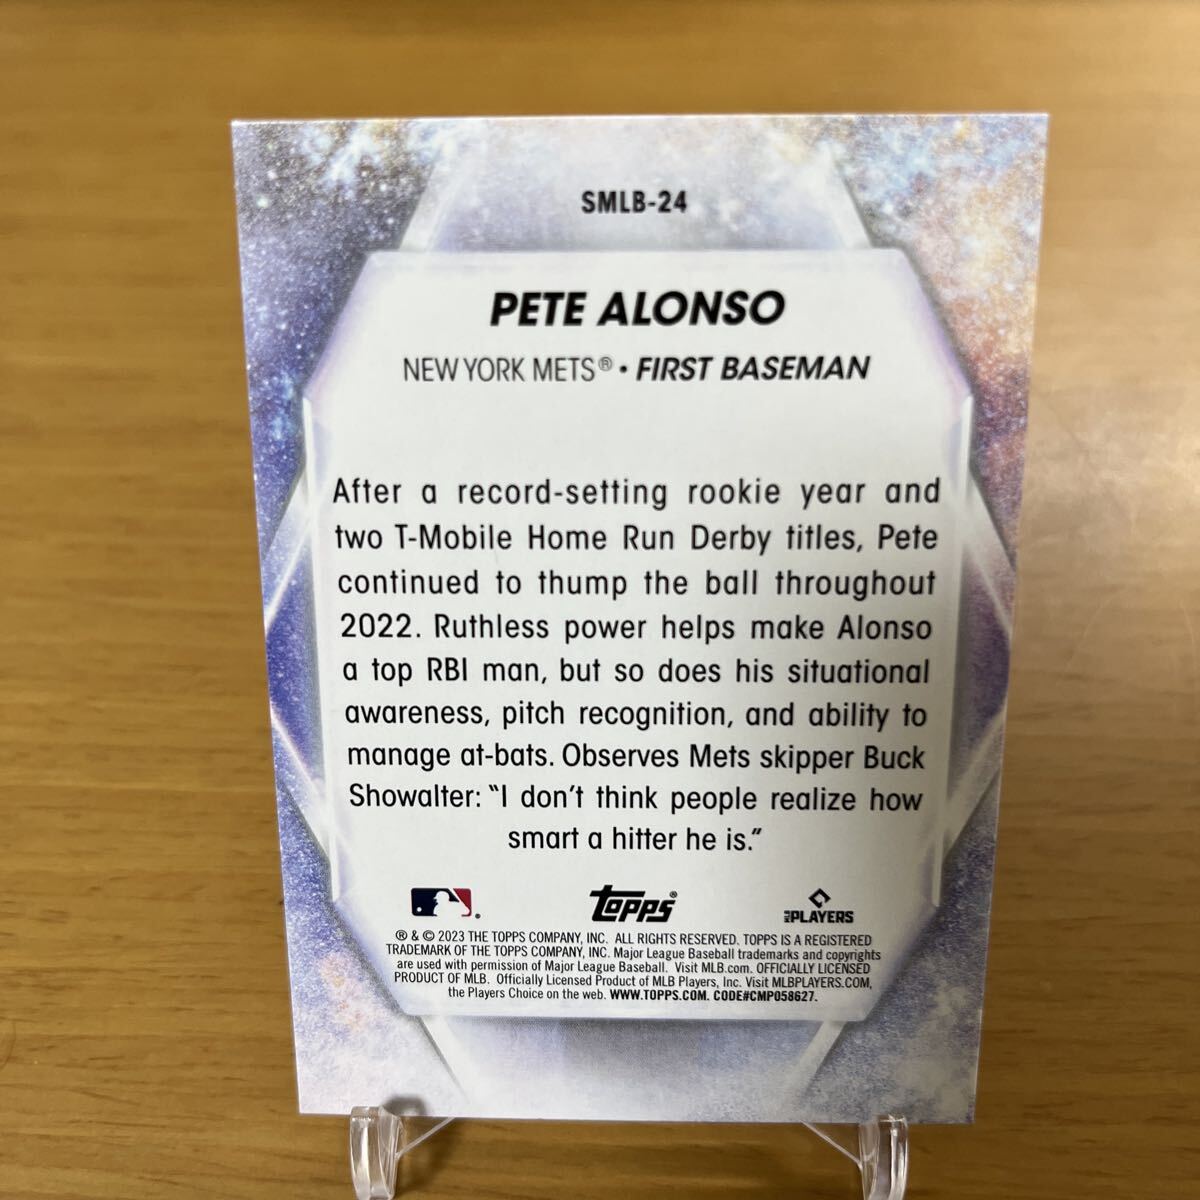 SMLB-24
PETE ALONSO
NEW YORK METS® • FIRST BASEMAN
After a record-setting rookie year and
two T-Mobile Home Run Derby titles, Pete
continued to thump the ball throughout
2022. Ruthless power helps make Alonso
a top RBI man, but so does his situational
awareness, pitch recognition, and ability to
manage at-bats. Observes Mets skipper Buck
Showalter: “I don’t think people realize how
smart a hitter he is.”
topps®
MLB PLAYERS
® & © 2023 THE TOPPS COMPANY, INC. ALL RIGHTS RESERVED. TOPPS IS A REGISTERED
TRADEMARK OF THE TOPPS COMPANY, INC. Major League Baseball trademarks and copyrights
are used with permission of Major League Baseball. Visit MLB.com. OFFICIALLY LICENSED
PRODUCT OF MLB. Officially Licensed Product of MLB Players, Inc. Visit MLBPLAYERS.COM,
the Players Choice on the web. WWW.TOPPS.COM. CODE#CMP058627.